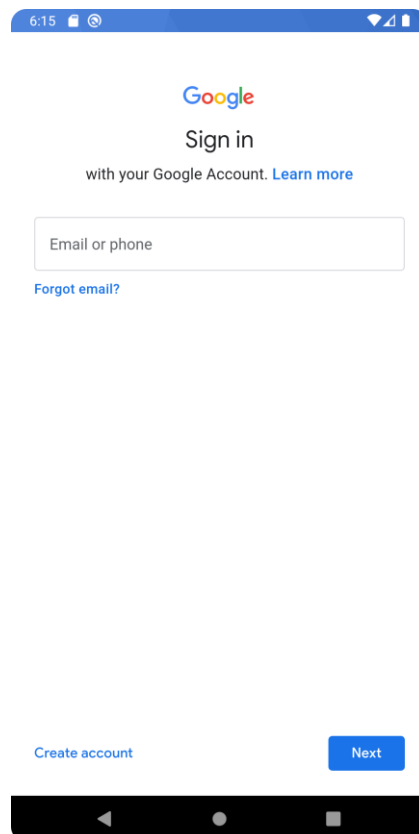 6:15
Google
Sign in
with your Google Account. Learn more
Email or phone
Forgot email?
Create account
Next